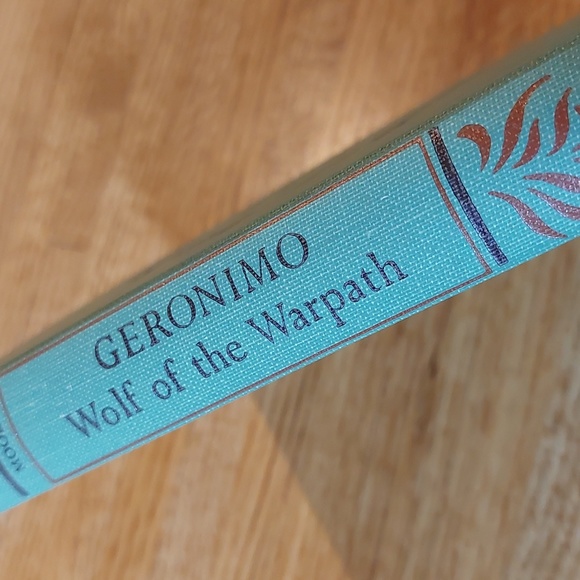 GERONIMO
Wolf of the Warpath